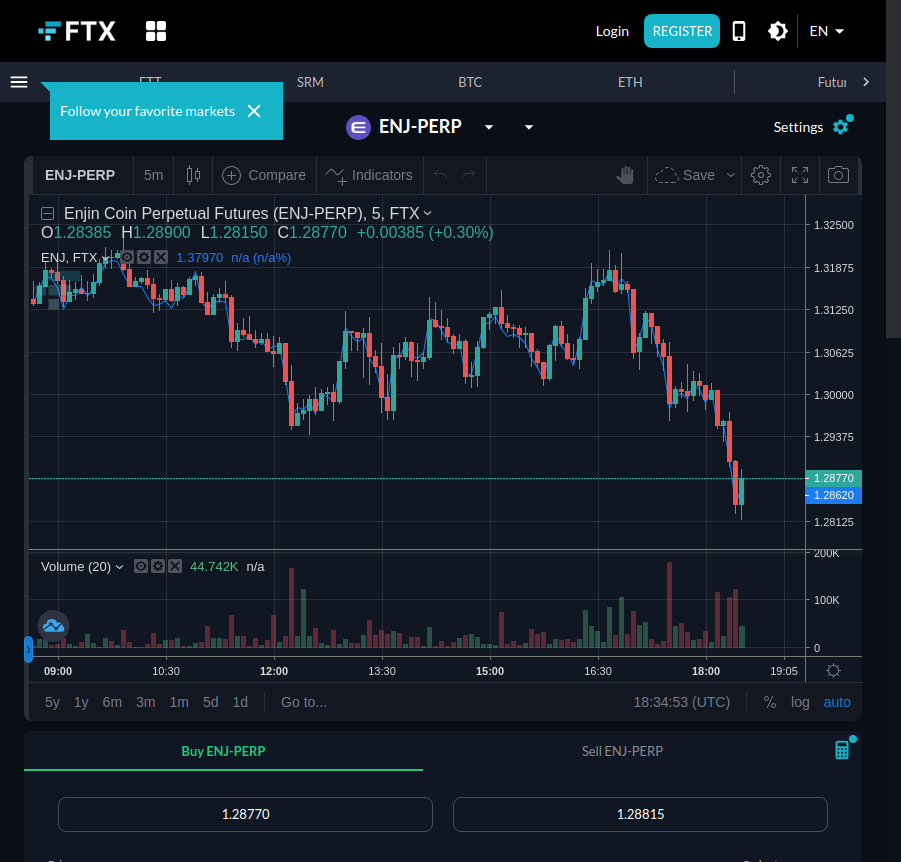 FTX
Login REGISTER EN
FTT SRM BTC ETH Futur
Follow your favorite markets
ENJ-PERP
Settings
ENJ-PERP 5m Compare Indicators Save
Enjin Coin Perpetual Futures (ENJ-PERP), 5, FTX
O1.28385 H1.28900 L1.28150 C1.28770 +0.00385 (+0.30%)
ENJ, FTX 1.37970 n/a (n/a%)
1.32500
1.31875
1.31250
1.30625
1.30000
1.29375
1.28770
1.28620
1.28125
Volume (20) 44.742K n/a
200K
100K
0
09:00 10:30 12:00 13:30 15:00 16:30 18:00 19:05
5y 1y 6m 3m 1m 5d 1d Go to... 18:34:53 (UTC) % log auto
Buy ENJ-PERP Sell ENJ-PERP
1.28770 1.28815